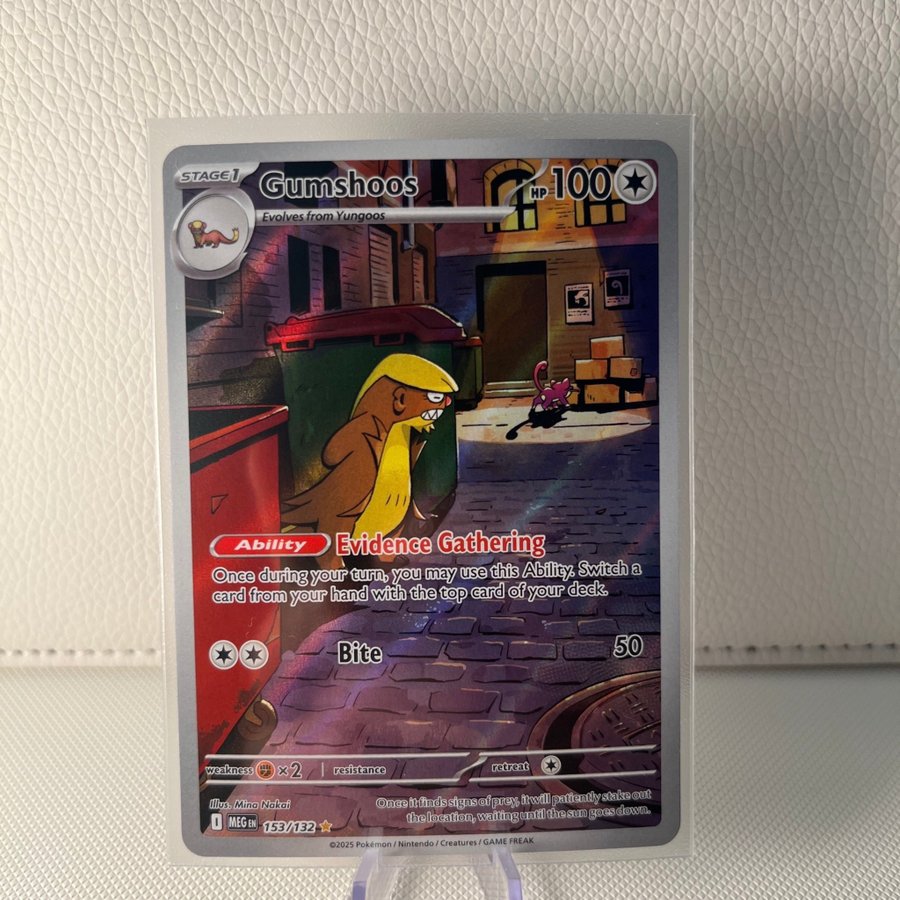 STAGE 1 Gumshoos HP 100
Evolves from Yungoos
Ability Evidence Gathering
Once during your turn, you may use this Ability. Switch a
card from your hand with the top card of your deck.
Bite 50
weakness ×2 resistance retreat
Illus. Mina Nakai
Once it finds signs of prey, it will patiently stake out
the location, waiting until the sun goes down.
I MEG EN 153/132
©2025 Pokémon / Nintendo / Creatures / GAME FREAK